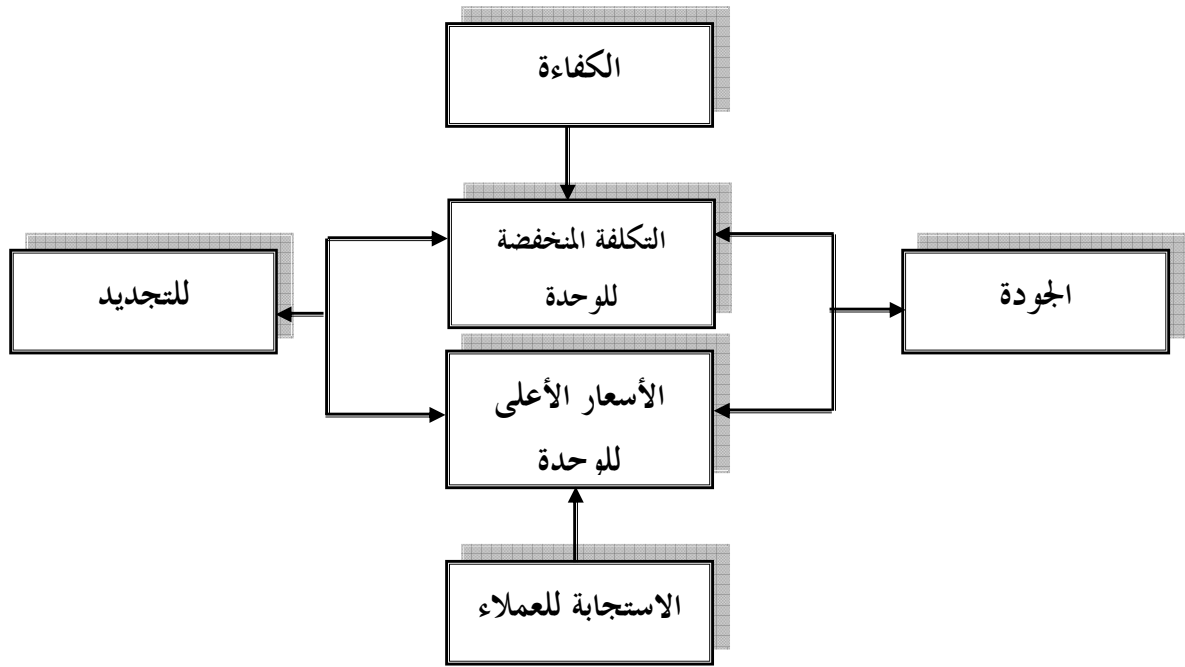 الكفاءة
التكلفة المنخفضة
للوحدة
الجودة
للتجديد
الأسعار الأعلى
للوحدة
الاستجابة للعملاء